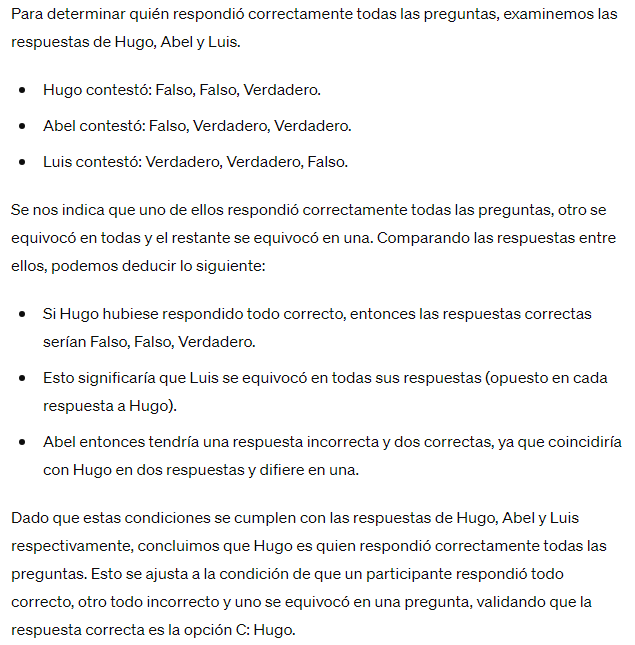 Para determinar quién respondió correctamente todas las preguntas, examinemos las
respuestas de Hugo, Abel y Luis.
• Hugo contestó: Falso, Falso, Verdadero.
• Abel contestó: Falso, Verdadero, Verdadero.
• Luis contestó: Verdadero, Verdadero, Falso.
Se nos indica que uno de ellos respondió correctamente todas las preguntas, otro se
equivocó en todas y el restante se equivocó en una. Comparando las respuestas entre
ellos, podemos deducir lo siguiente:
• Si Hugo hubiese respondido todo correcto, entonces las respuestas correctas
serían Falso, Falso, Verdadero.
• Esto significaría que Luis se equivocó en todas sus respuestas (opuesto en cada
respuesta a Hugo).
• Abel entonces tendría una respuesta incorrecta y dos correctas, ya que coincidiría
con Hugo en dos respuestas y difiere en una.
Dado que estas condiciones se cumplen con las respuestas de Hugo, Abel y Luis
respectivamente, concluimos que Hugo es quien respondió correctamente todas las
preguntas. Esto se ajusta a la condición de que un participante respondió todo
correcto, otro todo incorrecto y uno se equivocó en una pregunta, validando que la
respuesta correcta es la opción C: Hugo.